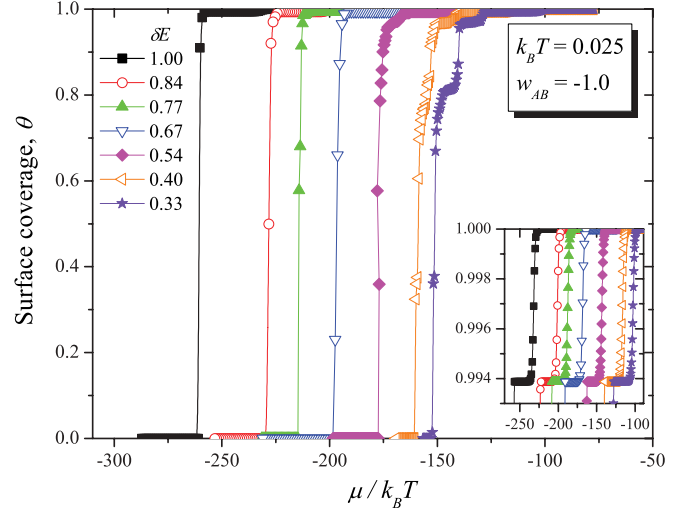 Surface coverage, θ
1.0
0.8
0.6
0.4
0.2
0.0
δE
1.00
0.84
0.77
0.67
0.54
0.40
0.33
k_BT = 0.025
w_AB = -1.0
1.000
0.998
0.996
0.994
-250 -200 -150 -100
-300 -250 -200 -150 -100 -50
μ / k_BT